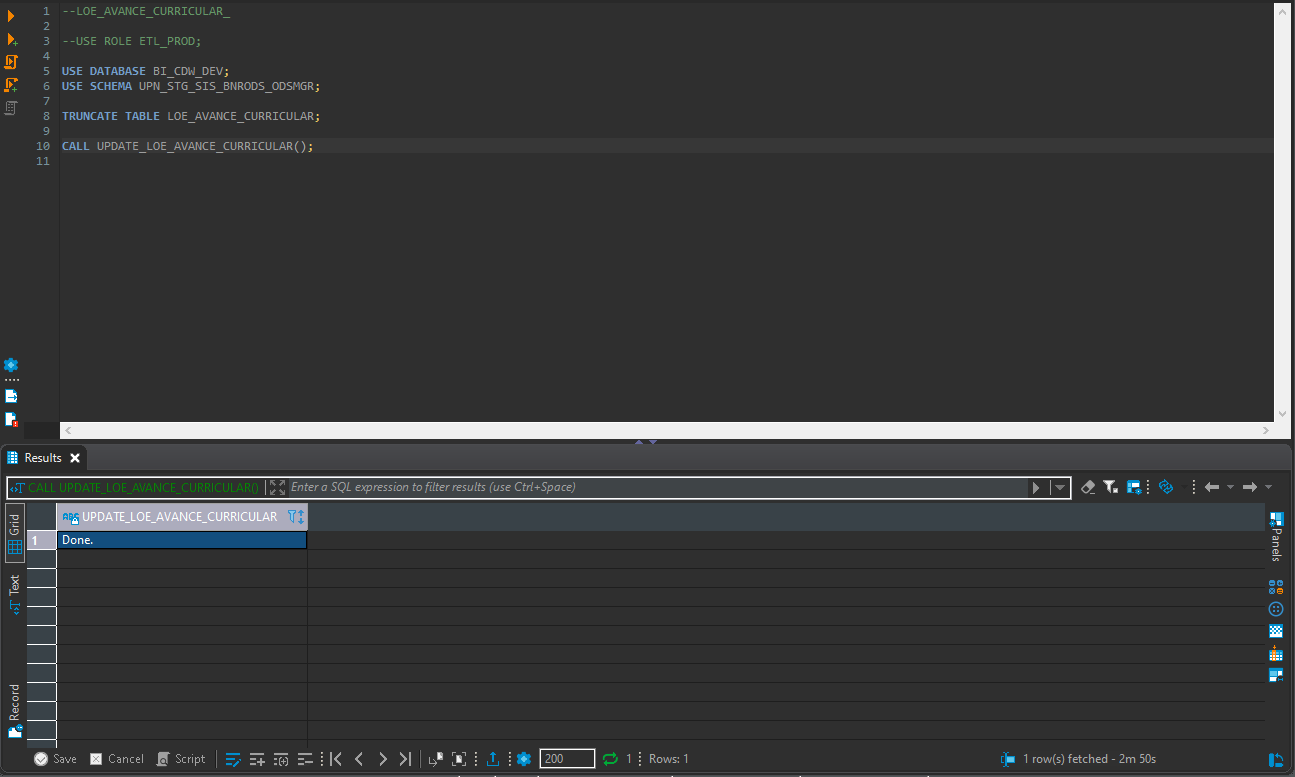 1 --LOE_AVANCE_CURRICULAR_
2
3 --USE ROLE ETL_PROD;
4
5 USE DATABASE BI_CDW_DEV;
6 USE SCHEMA UPN_STG_SIS_BNRODS_ODSMGR;
7
8 TRUNCATE TABLE LOE_AVANCE_CURRICULAR;
9
10 CALL UPDATE_LOE_AVANCE_CURRICULAR();
11
Results
CALL UPDATE_LOE_AVANCE_CURRICULAR() Enter a SQL expression to filter results (use Ctrl+Space)
Grid
Text
Record
ABC UPDATE_LOE_AVANCE_CURRICULAR
1 Done.
Panels
Save Cancel Script 200 1 Rows: 1 1 row(s) fetched - 2m 50s